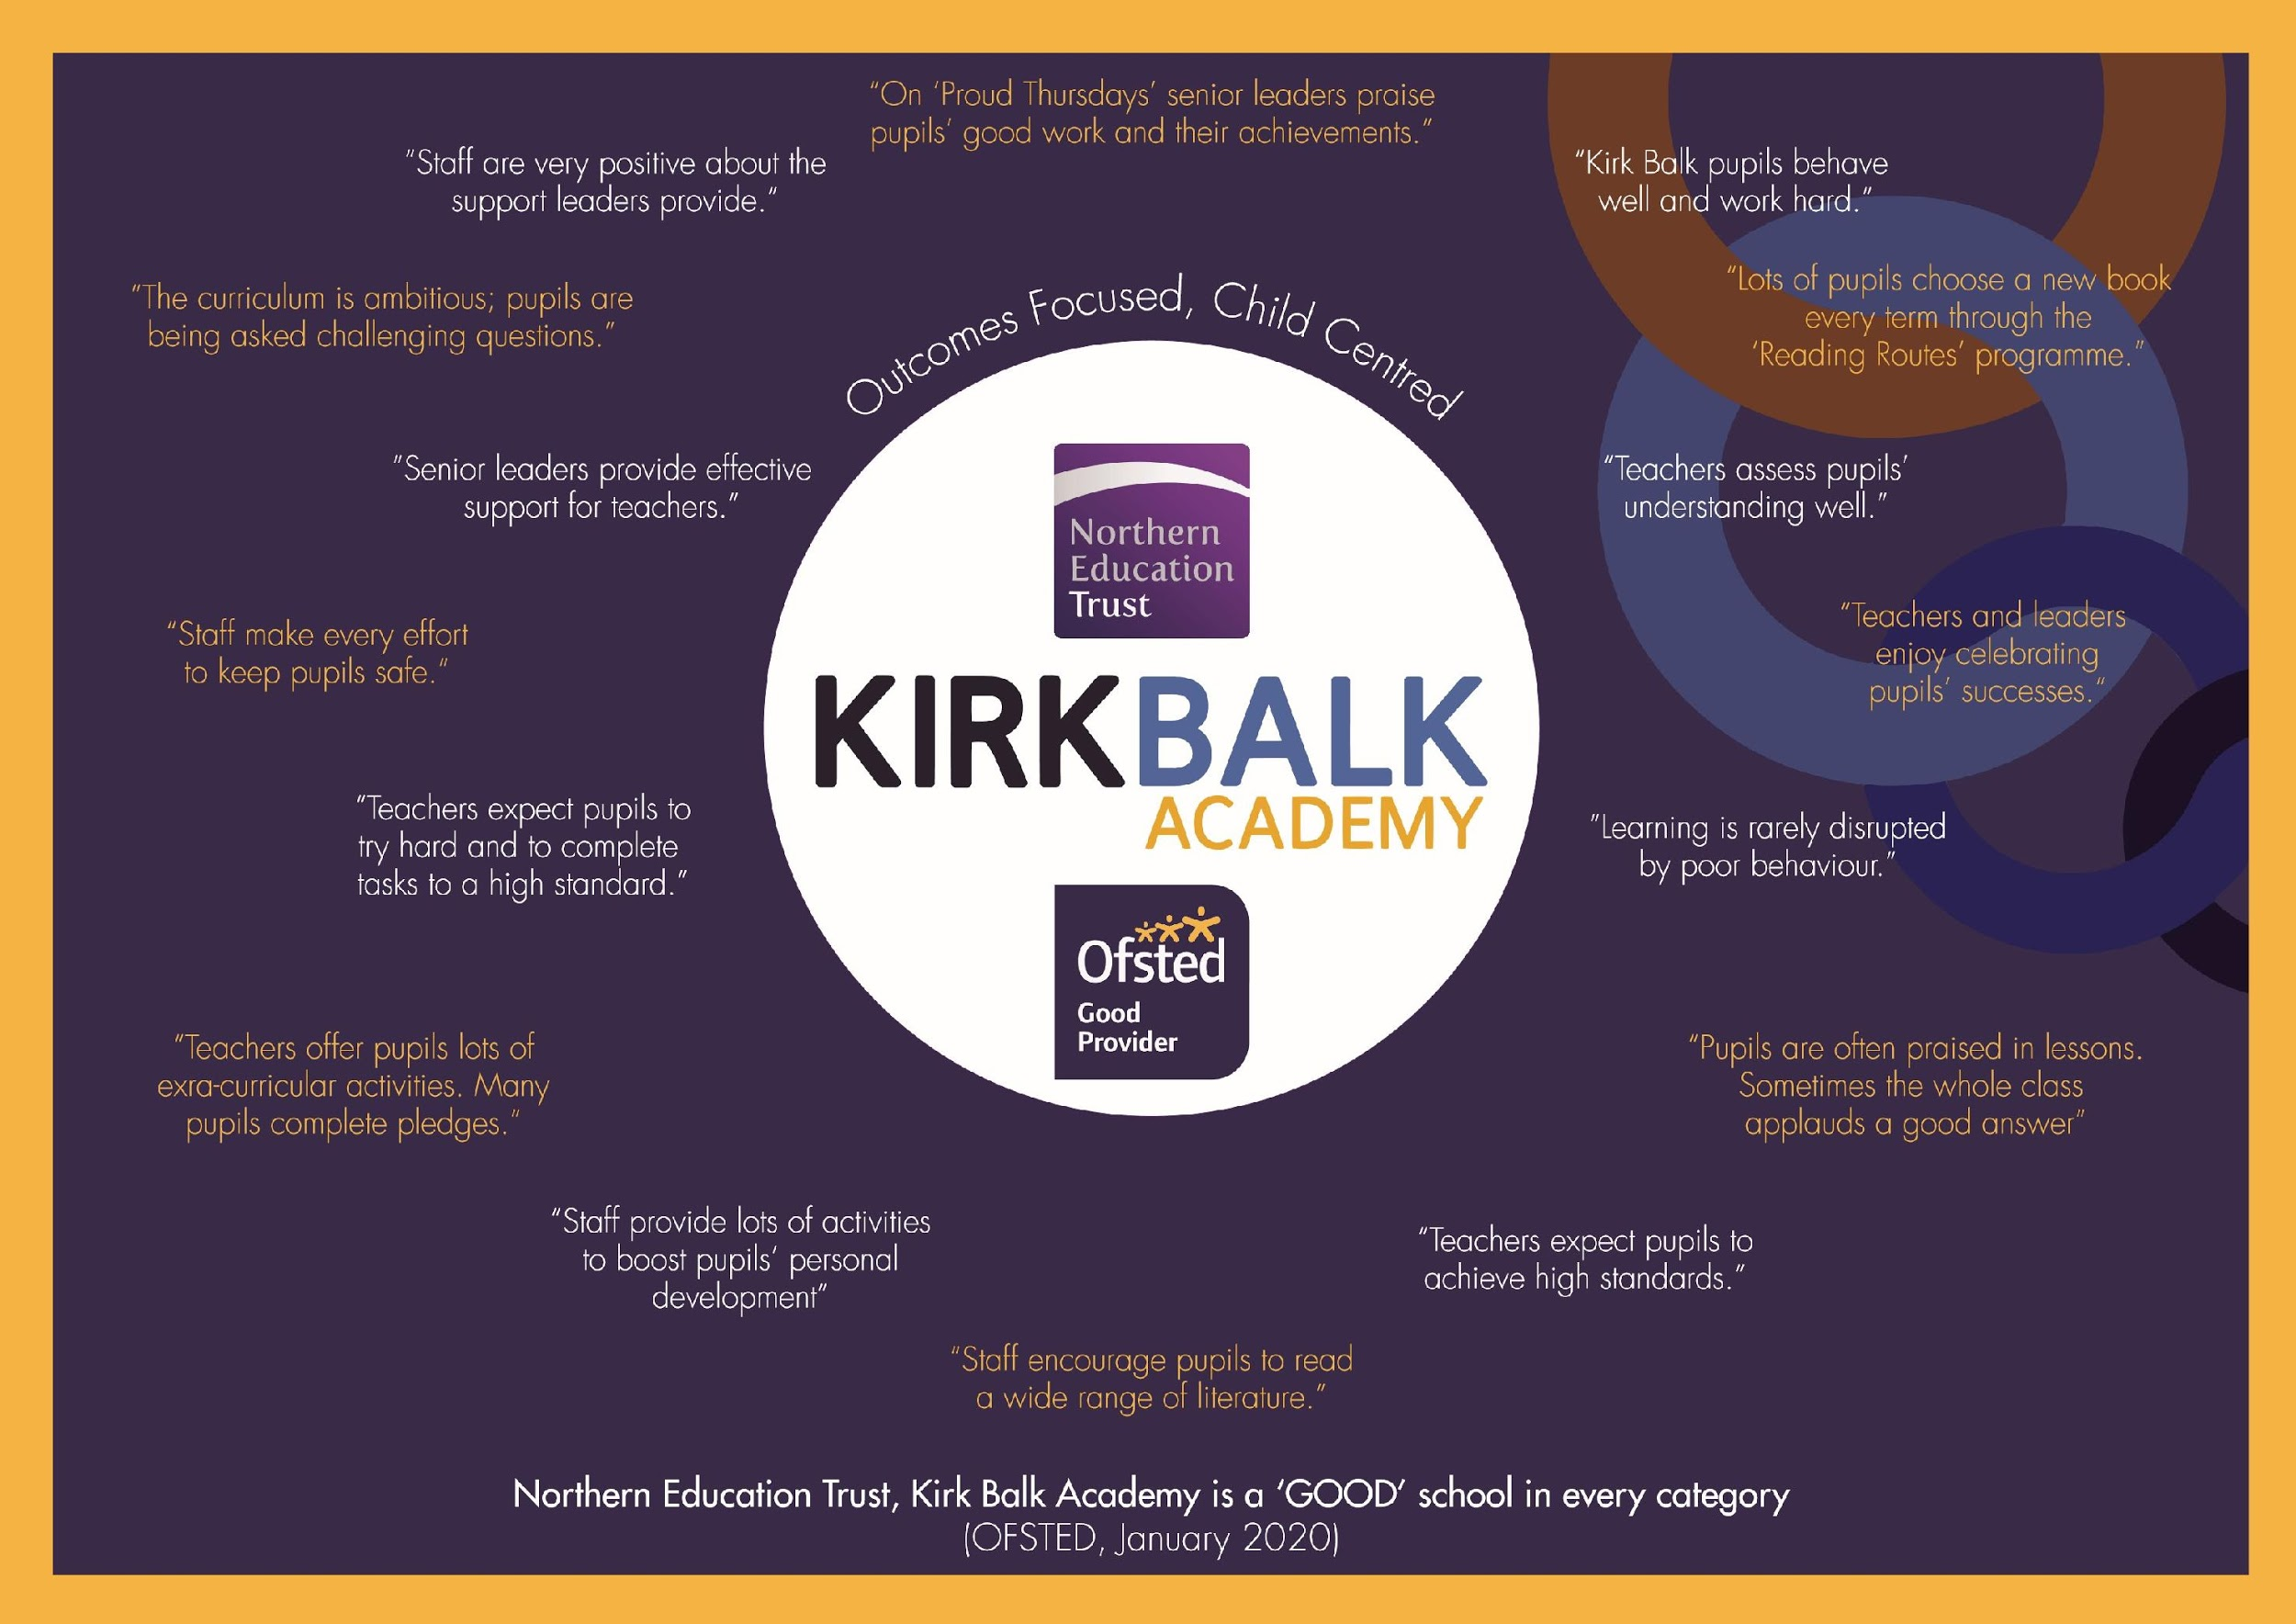 “On ‘Proud Thursdays’ senior leaders praise
pupils’ good work and their achievements.”
“Staff are very positive about the
support leaders provide.”
“Kirk Balk pupils behave
well and work hard.”
“The curriculum is ambitious; pupils are
being asked challenging questions.”
“Lots of pupils choose a new book
every term through the
‘Reading Routes’ programme.”
Outcomes Focused, Child Centred
“Senior leaders provide effective
support for teachers.”
Northern
Education
Trust
“Teachers assess pupils’
understanding well.”
“Staff make every effort
to keep pupils safe.“
“Teachers and leaders
enjoy celebrating
pupils’ successes.“
KIRKBALK
ACADEMY
“Teachers expect pupils to
try hard and to complete
tasks to a high standard.”
“Learning is rarely disrupted
by poor behaviour.”
Ofsted
Good
Provider
“Teachers offer pupils lots of
exra-curricular activities. Many
pupils complete pledges.”
“Pupils are often praised in lessons.
Sometimes the whole class
applauds a good answer”
“Staff provide lots of activities
to boost pupils’ personal
development”
“Teachers expect pupils to
achieve high standards.”
“Staff encourage pupils to read
a wide range of literature.”
Northern Education Trust, Kirk Balk Academy is a ‘GOOD’ school in every category
(OFSTED, January 2020)